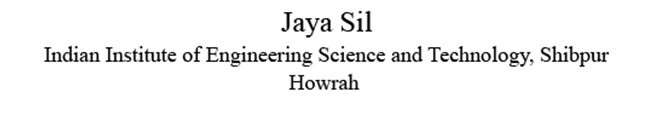 Jaya Sil
Indian Institute of Engineering Science and Technology, Shibpur
Howrah